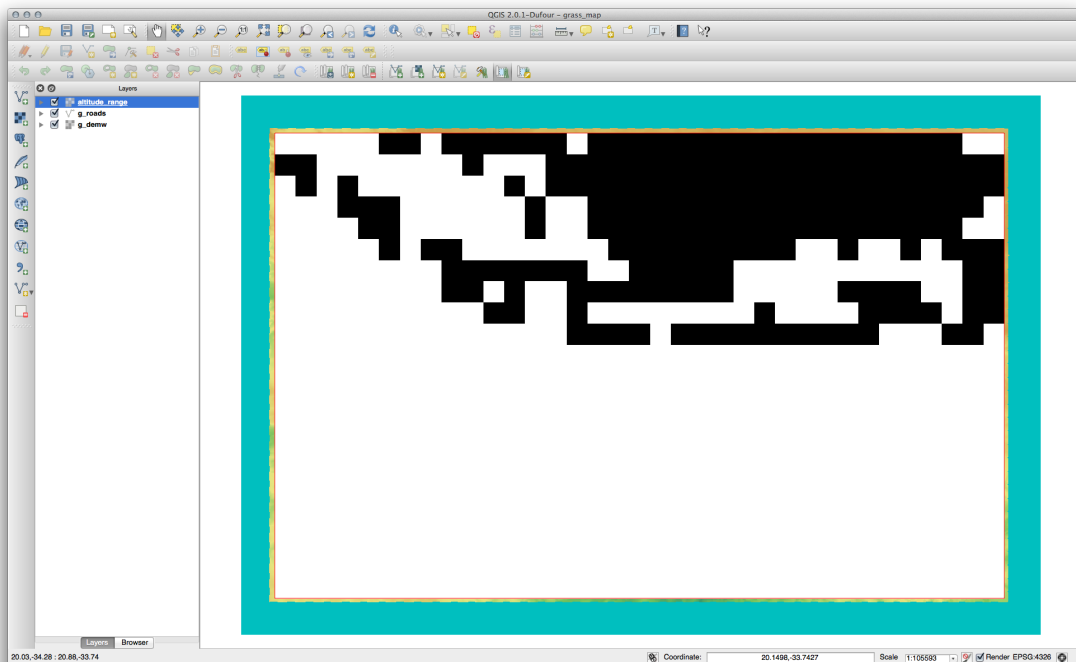 QGIS 2.0.1-Dufour – grass_map
Layers
altitude_range
g_roads
g_demw
Layers
Browser
20.03,-34.28 : 20.88,-33.74
Coordinate:
20.1498,-33.7427
Scale
1:105593
Render
EPSG:4326